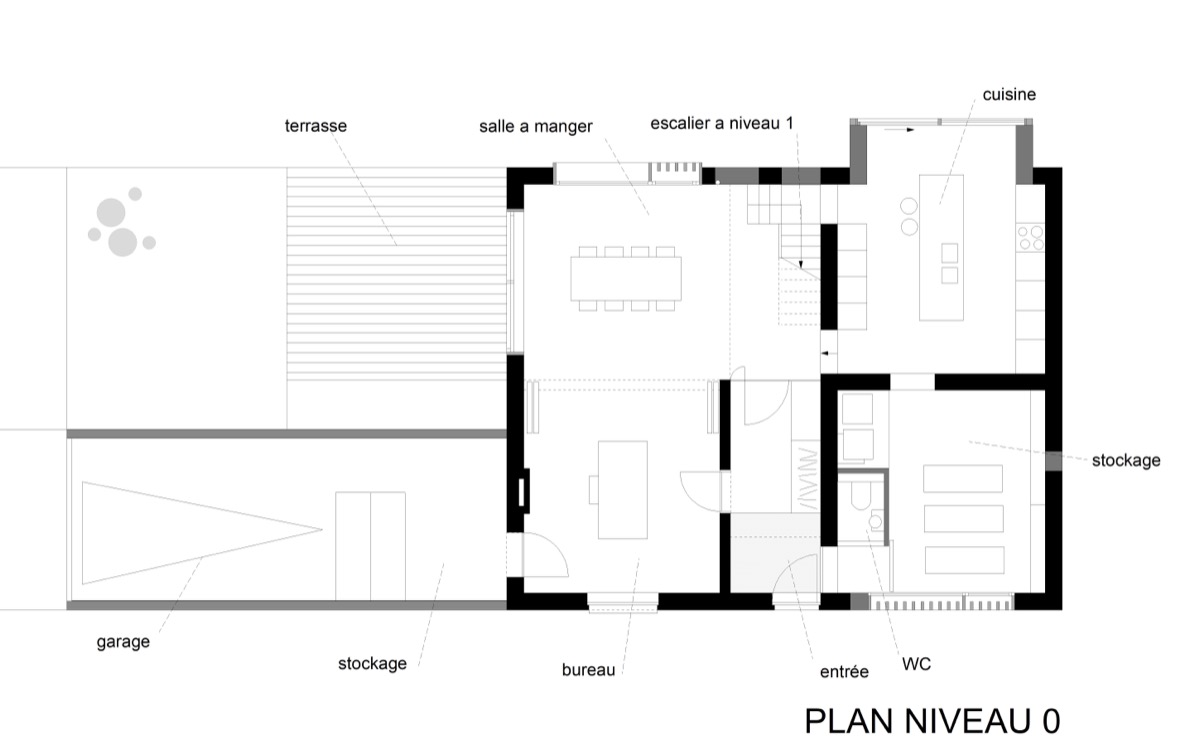 cuisine
terrasse
salle a manger
escalier a niveau 1
stockage
garage
stockage
bureau
entrée
WC
PLAN NIVEAU 0